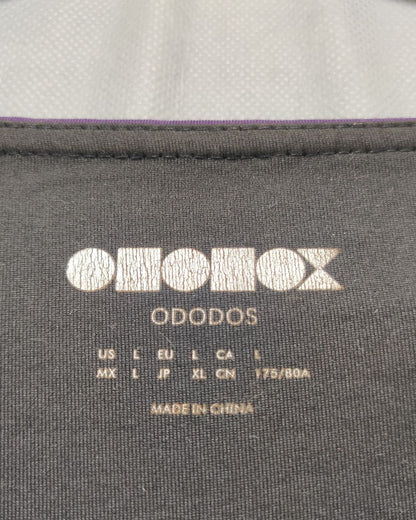 ODODOS
US L EU L CA L
MX L JP XL CN 175/80A
MADE IN CHINA